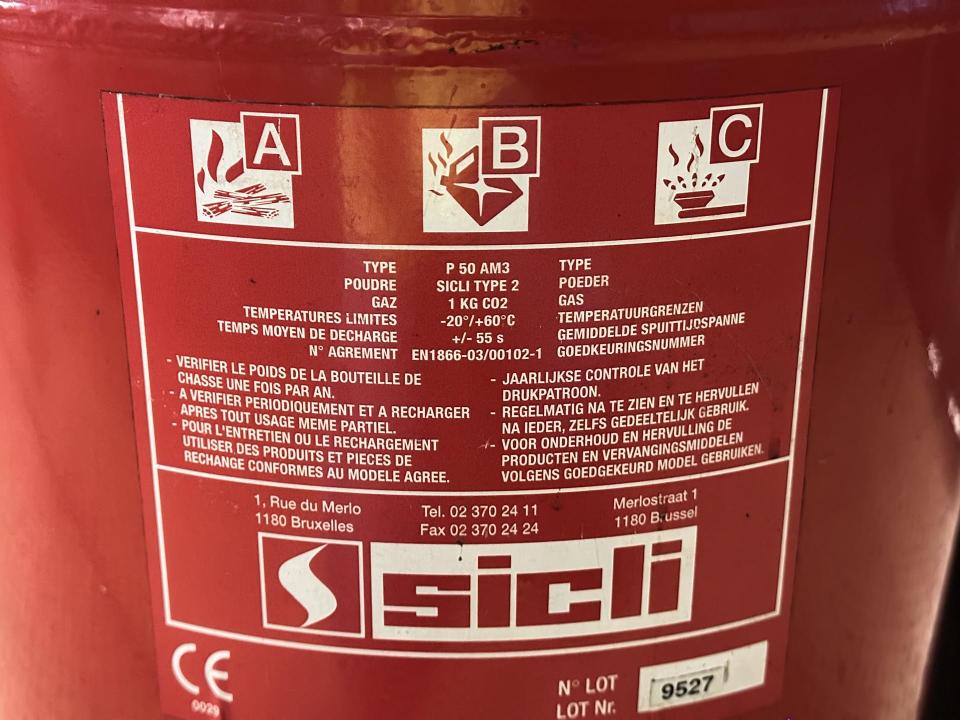 A B C
TYPE P 50 AM3 TYPE
POUDRE SICLI TYPE 2 POEDER
GAZ 1 KG CO2 GAS
TEMPERATURES LIMITES -20°/+60°C TEMPERATUURGRENZEN
TEMPS MOYEN DE DECHARGE +/- 55 s GEMIDDELDE SPUITTIJDSPANNE
N° AGREMENT EN1866-03/00102-1 GOEDKEURINGSNUMMER
- VERIFIER LE POIDS DE LA BOUTEILLE DE
CHASSE UNE FOIS PAR AN.
- A VERIFIER PERIODIQUEMENT ET A RECHARGER
APRES TOUT USAGE MEME PARTIEL.
- POUR L'ENTRETIEN OU LE RECHARGEMENT
UTILISER DES PRODUITS ET PIECES DE
RECHANGE CONFORMES AU MODELE AGREE.
- JAARLIJKSE CONTROLE VAN HET
DRUKPATROON.
- REGELMATIG NA TE ZIEN EN TE HERVULLEN
NA IEDER, ZELFS GEDEELTELIJK GEBRUIK.
- VOOR ONDERHOUD EN HERVULLING DE
PRODUCTEN EN VERVANGINGSMIDDELEN
VOLGENS GOEDGEKEURD MODEL GEBRUIKEN.
1, Rue du Merlo Tel. 02 370 24 11 Merlostraat 1
1180 Bruxelles Fax 02 370 24 24 1180 Brussel
sicli
CE
0029
N° LOT
LOT Nr.
9527